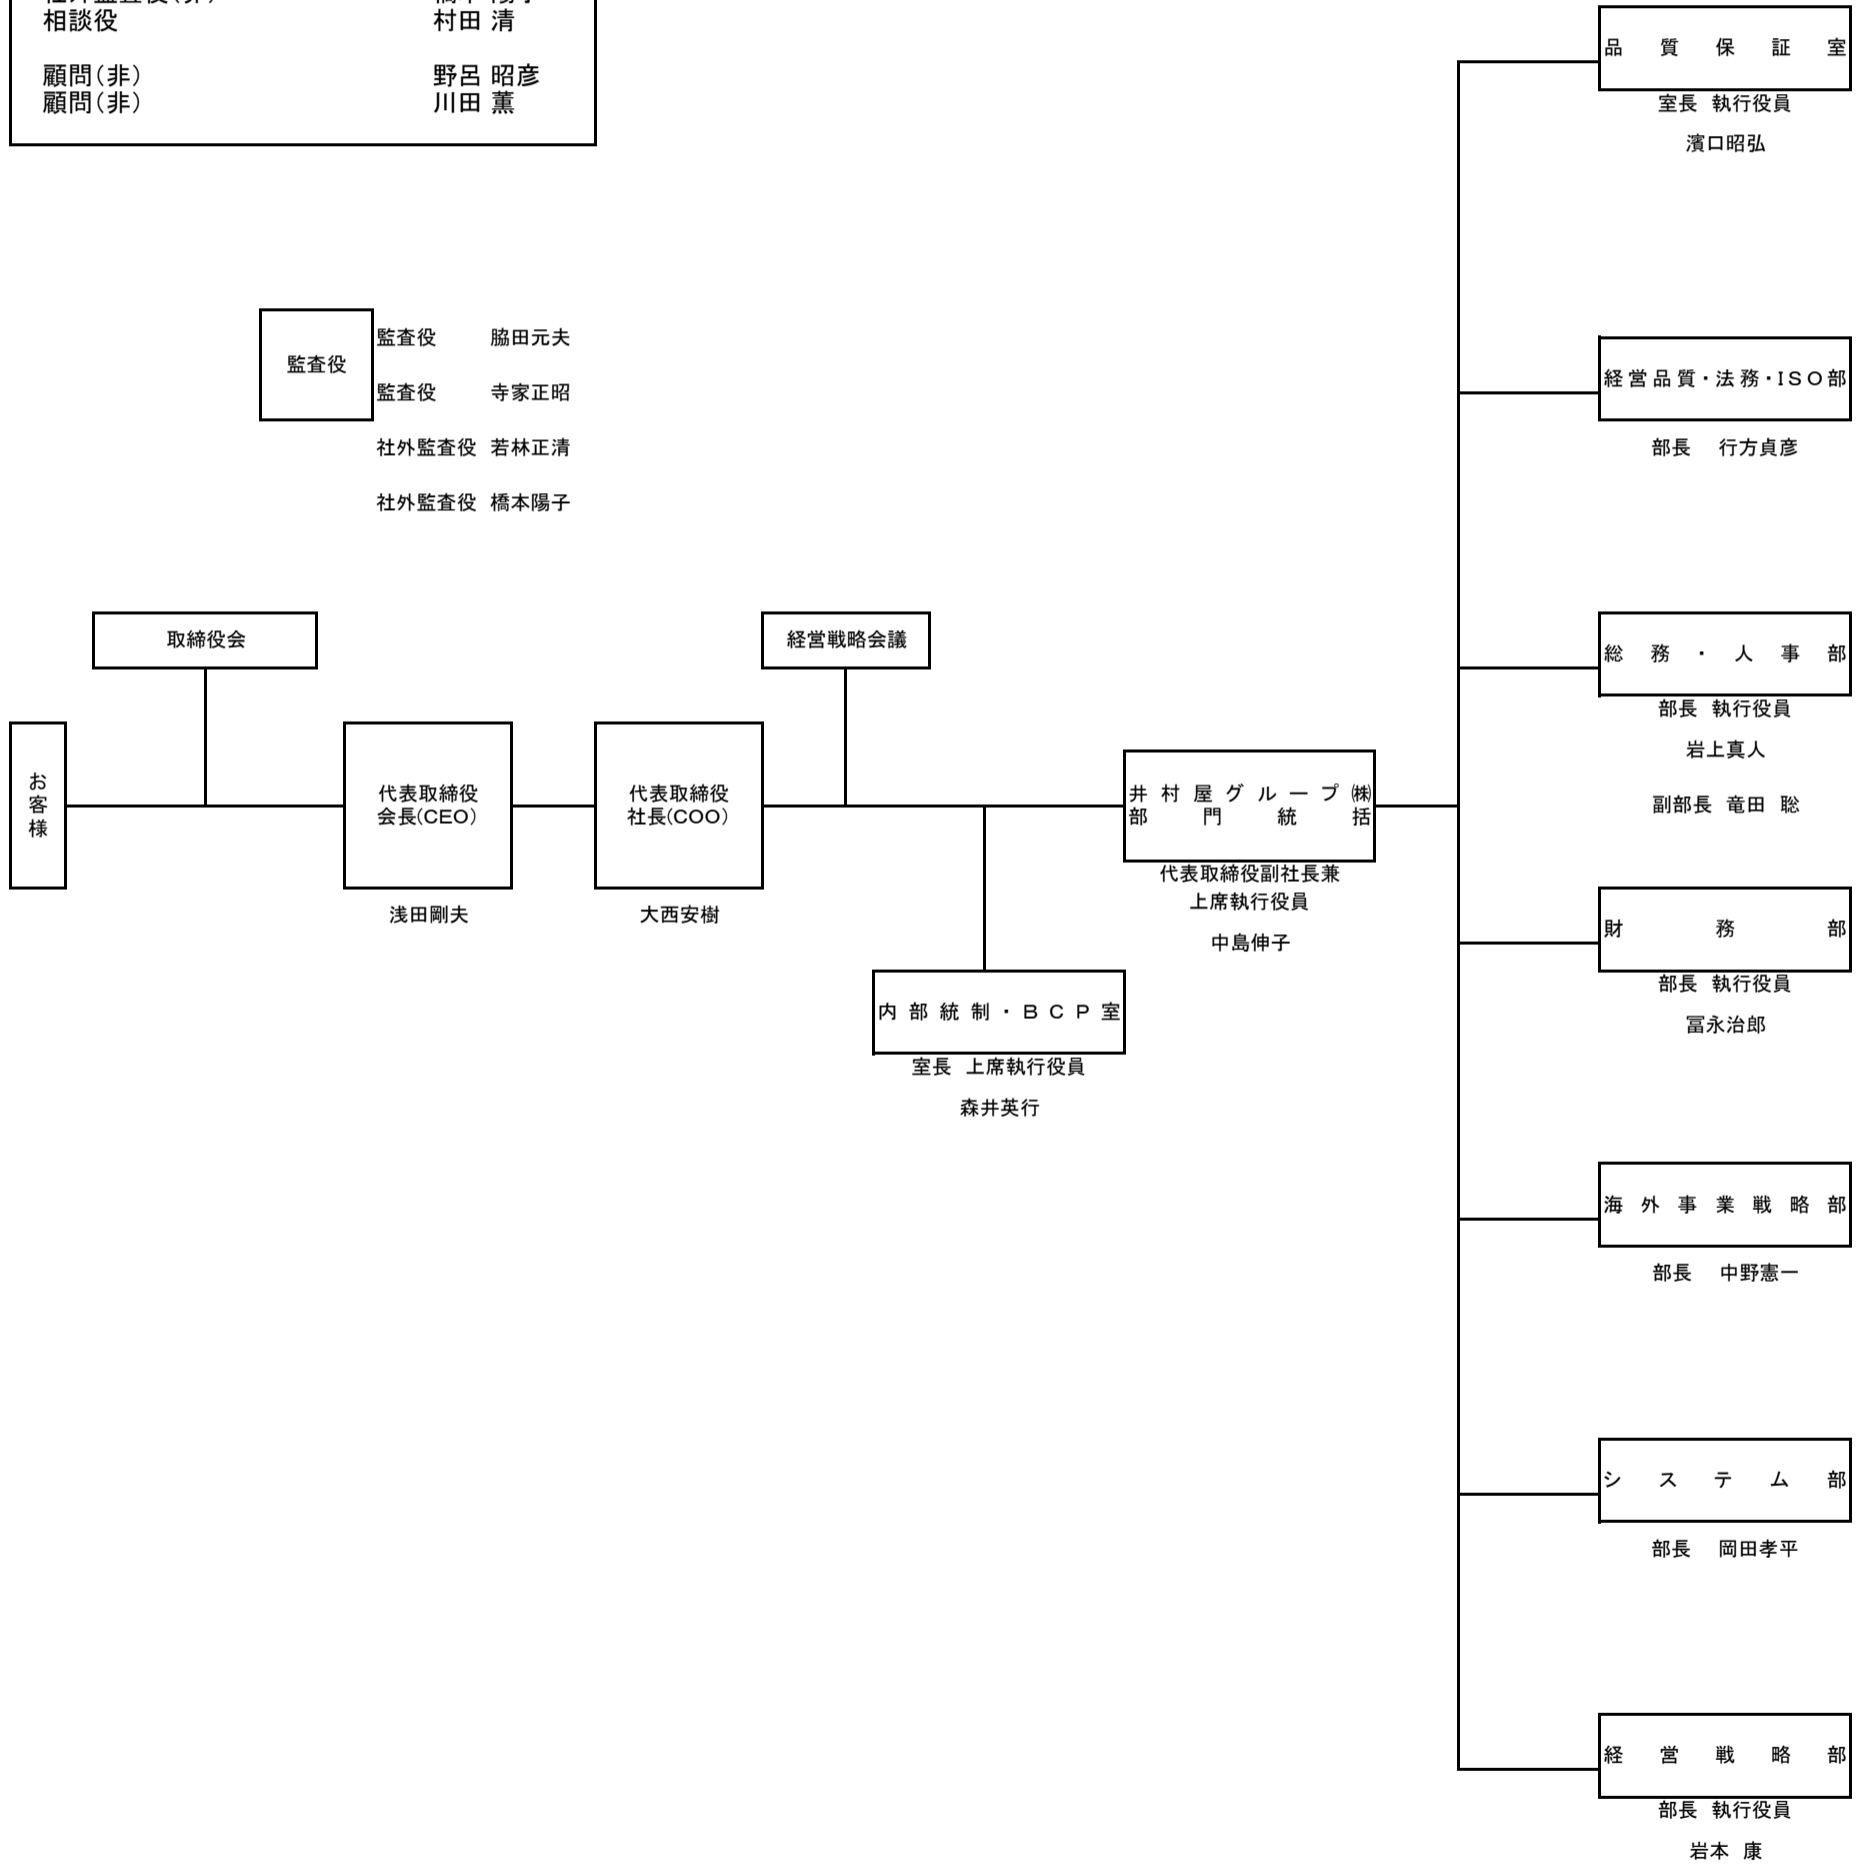 相談役 村田 清
顧問(非) 野呂 昭彦
顧問(非) 川田 薫
品質保証室
室長 執行役員
濱口昭弘
監査役
監査役 脇田元夫
監査役 寺家正昭
社外監査役 若林正清
社外監査役 橋本陽子
経営品質・法務・ISO部
部長 行方貞彦
取締役会
経営戦略会議
総務・人事部
部長 執行役員
岩上真人
副部長 竜田 聡
お客様
代表取締役
会長(CEO)
浅田剛夫
代表取締役
社長(COO)
大西安樹
井村屋グループ㈱
部門統括
代表取締役副社長兼
上席執行役員
中島伸子
財務部
部長 執行役員
冨永治郎
内部統制・BCP室
室長 上席執行役員
森井英行
海外事業戦略部
部長 中野憲一
システム部
部長 岡田孝平
経営戦略部
部長 執行役員
岩本 康